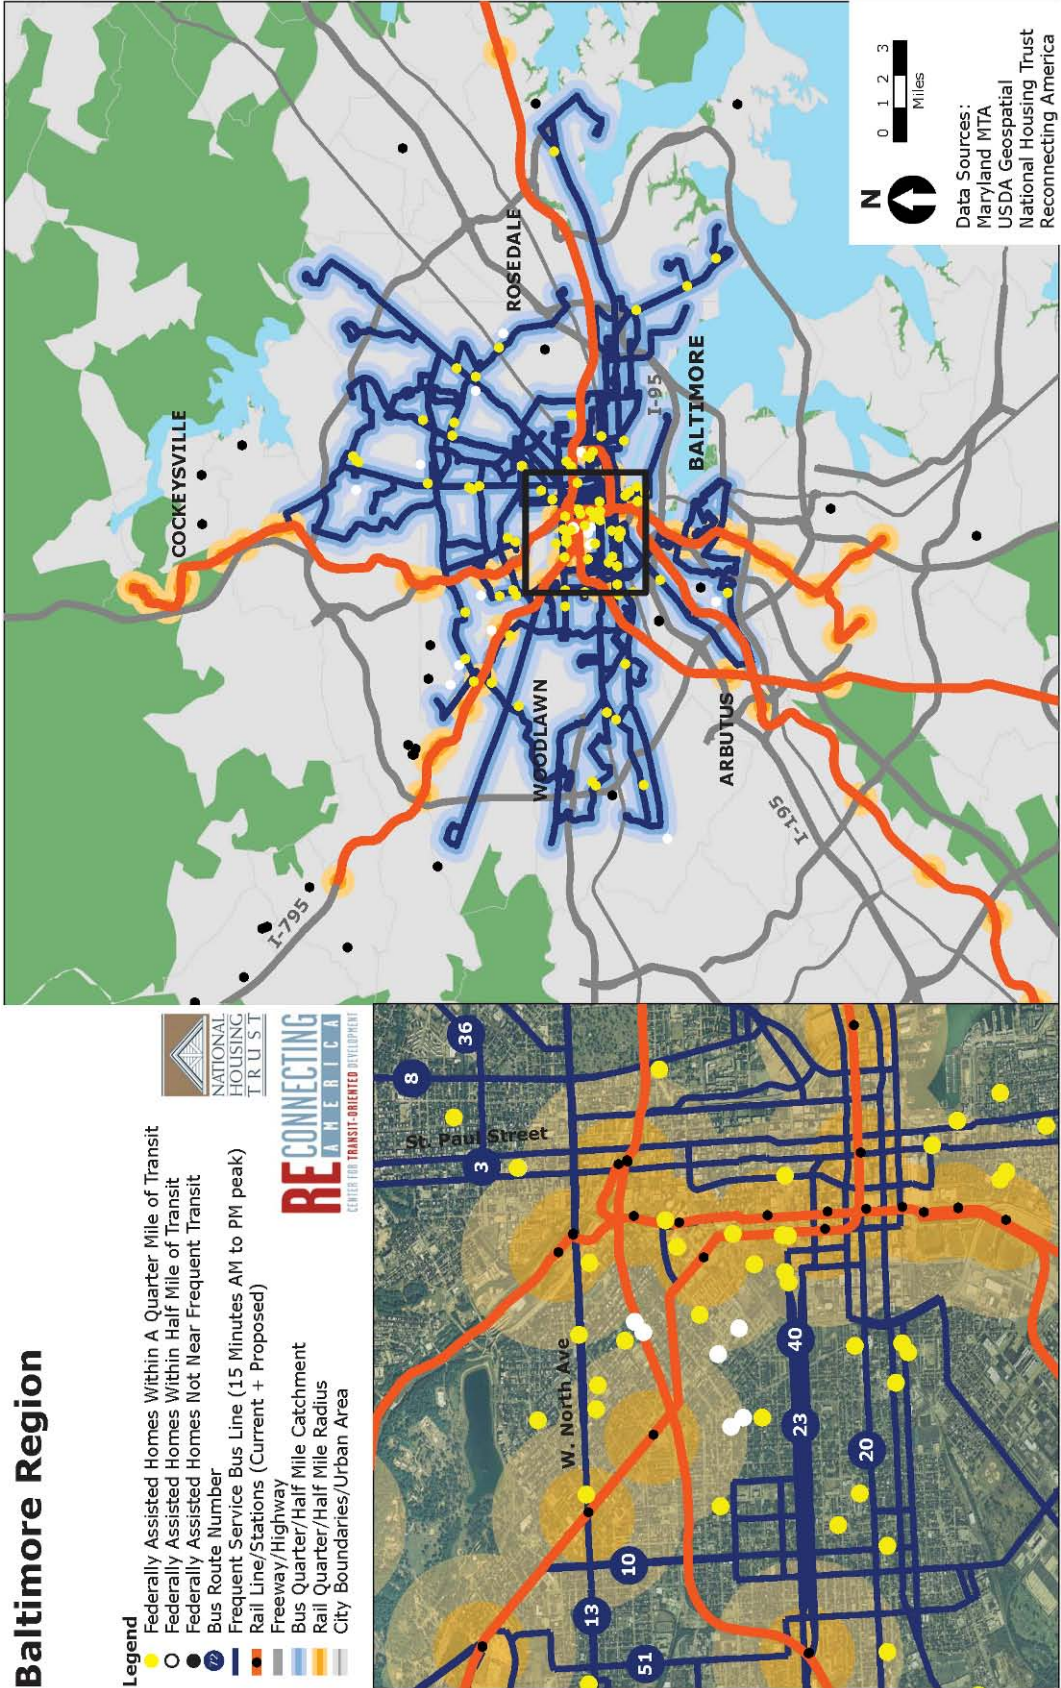 Baltimore Region
Legend
Federally Assisted Homes Within A Quarter Mile of Transit
Federally Assisted Homes Within Half Mile of Transit
Federally Assisted Homes Not Near Frequent Transit
Bus Route Number
Frequent Service Bus Line (15 Minutes AM to PM peak)
Rail Line/Stations (Current + Proposed)
Freeway/Highway
Bus Quarter/Half Mile Catchment
Rail Quarter/Half Mile Radius
City Boundaries/Urban Area
NATIONAL
HOUSING
TRUST
RECONNECTING
AMERICA
CENTER FOR TRANSIT-ORIENTED DEVELOPMENT
8
36
3
St. Paul Street
W. North Ave
13
10
51
40
23
20
COCKEYSVILLE
ROSEDALE
I-795
WOODLAWN
I-95
BALTIMORE
ARBUTUS
I-195
N
0 1 2 3
Miles
Data Sources:
Maryland MTA
USDA Geospatial
National Housing Trust
Reconnecting America